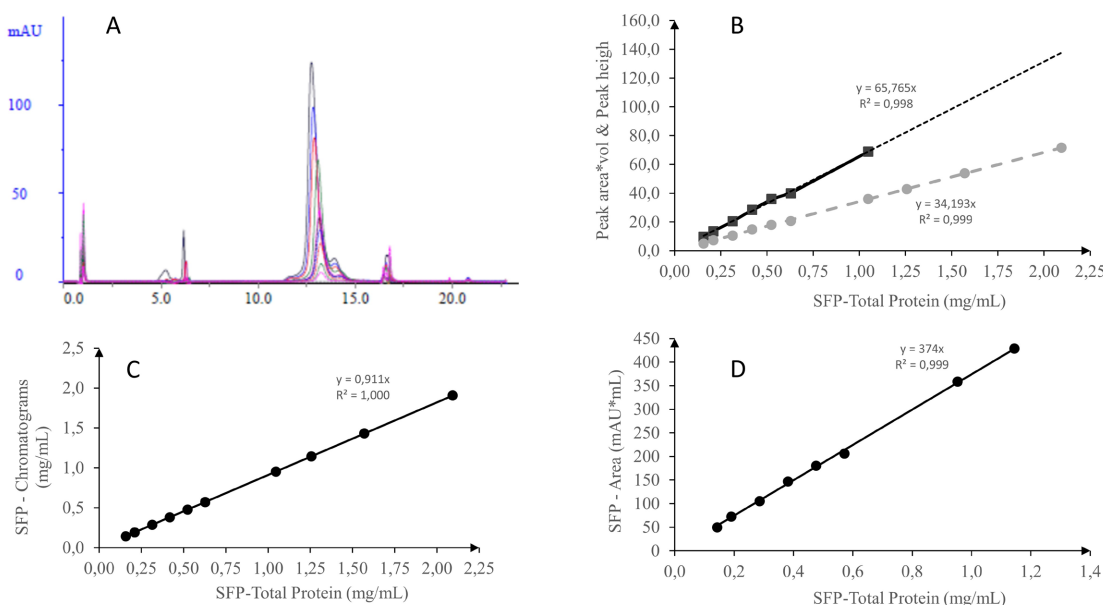 A
mAU
100
50
0
0.0 5.0 10.0 15.0 20.0
B
Peak area*vol & Peak heigh
160,0
140,0
120,0
100,0
80,0
60,0
40,0
20,0
0,0
y = 65,765x
R² = 0,998
y = 34,193x
R² = 0,999
0,00 0,25 0,50 0,75 1,00 1,25 1,50 1,75 2,00 2,25
SFP-Total Protein (mg/mL)
C
SFP - Chromatograms
(mg/mL)
2,5
2,0
1,5
1,0
0,5
0,0
y = 0,911x
R² = 1,000
0,00 0,25 0,50 0,75 1,00 1,25 1,50 1,75 2,00 2,25
SFP-Total Protein (mg/mL)
D
SFP - Area (mAU*mL)
450
400
350
300
250
200
150
100
50
0
y = 374x
R² = 0,999
0 0,2 0,4 0,6 0,8 1,0 1,2 1,4
SFP-Total Protein (mg/mL)